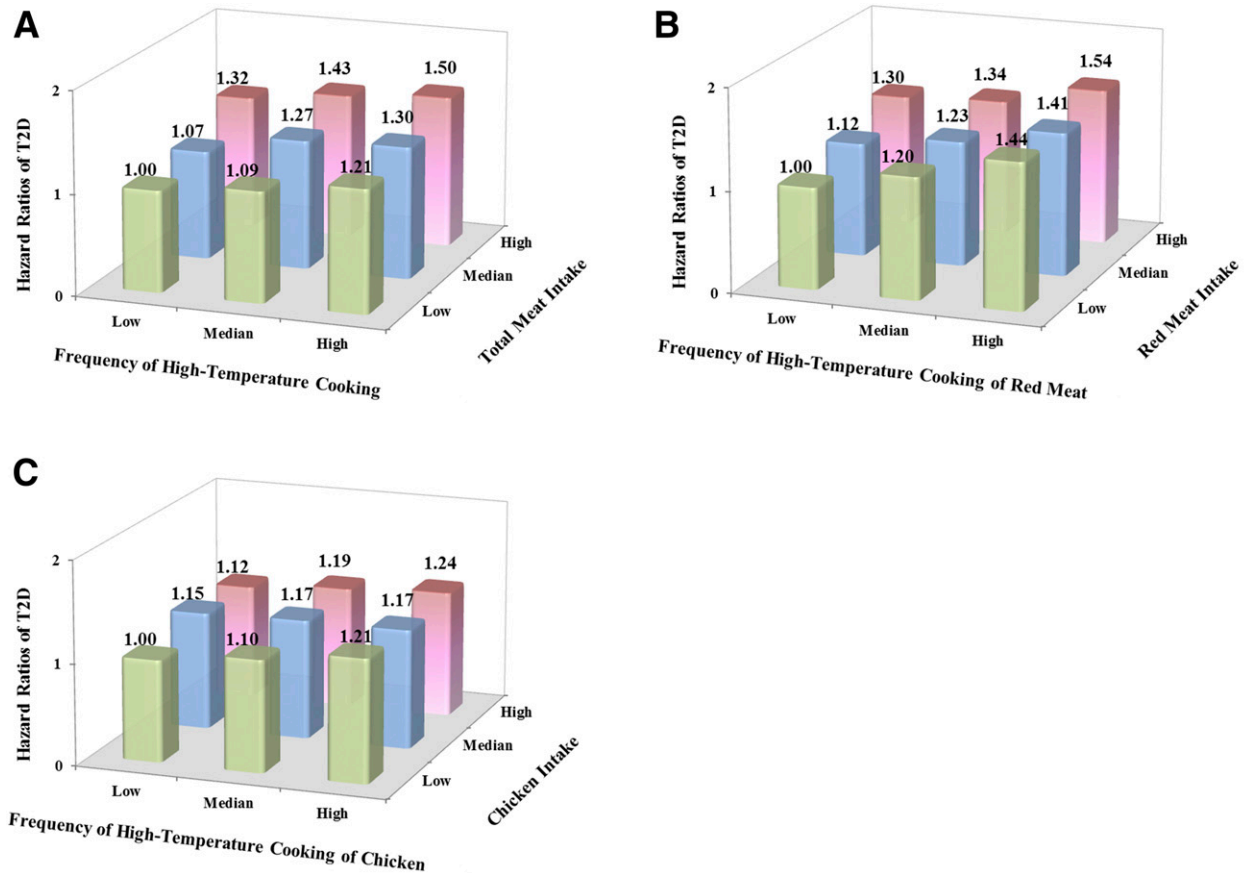 A
2
1
0
Hazard Ratios of T2D
1.32
1.43
1.50
1.07
1.27
1.30
1.00
1.09
1.21
Low
Median
High
Low
Median
High
Frequency of High-Temperature Cooking
Total Meat Intake
B
2
1
0
Hazard Ratios of T2D
1.30
1.34
1.54
1.12
1.23
1.41
1.00
1.20
1.44
Low
Median
High
Low
Median
High
Frequency of High-Temperature Cooking of Red Meat
Red Meat Intake
C
2
1
0
Hazard Ratios of T2D
1.12
1.19
1.24
1.15
1.17
1.17
1.00
1.10
1.21
Low
Median
High
Low
Median
High
Frequency of High-Temperature Cooking of Chicken
Chicken Intake